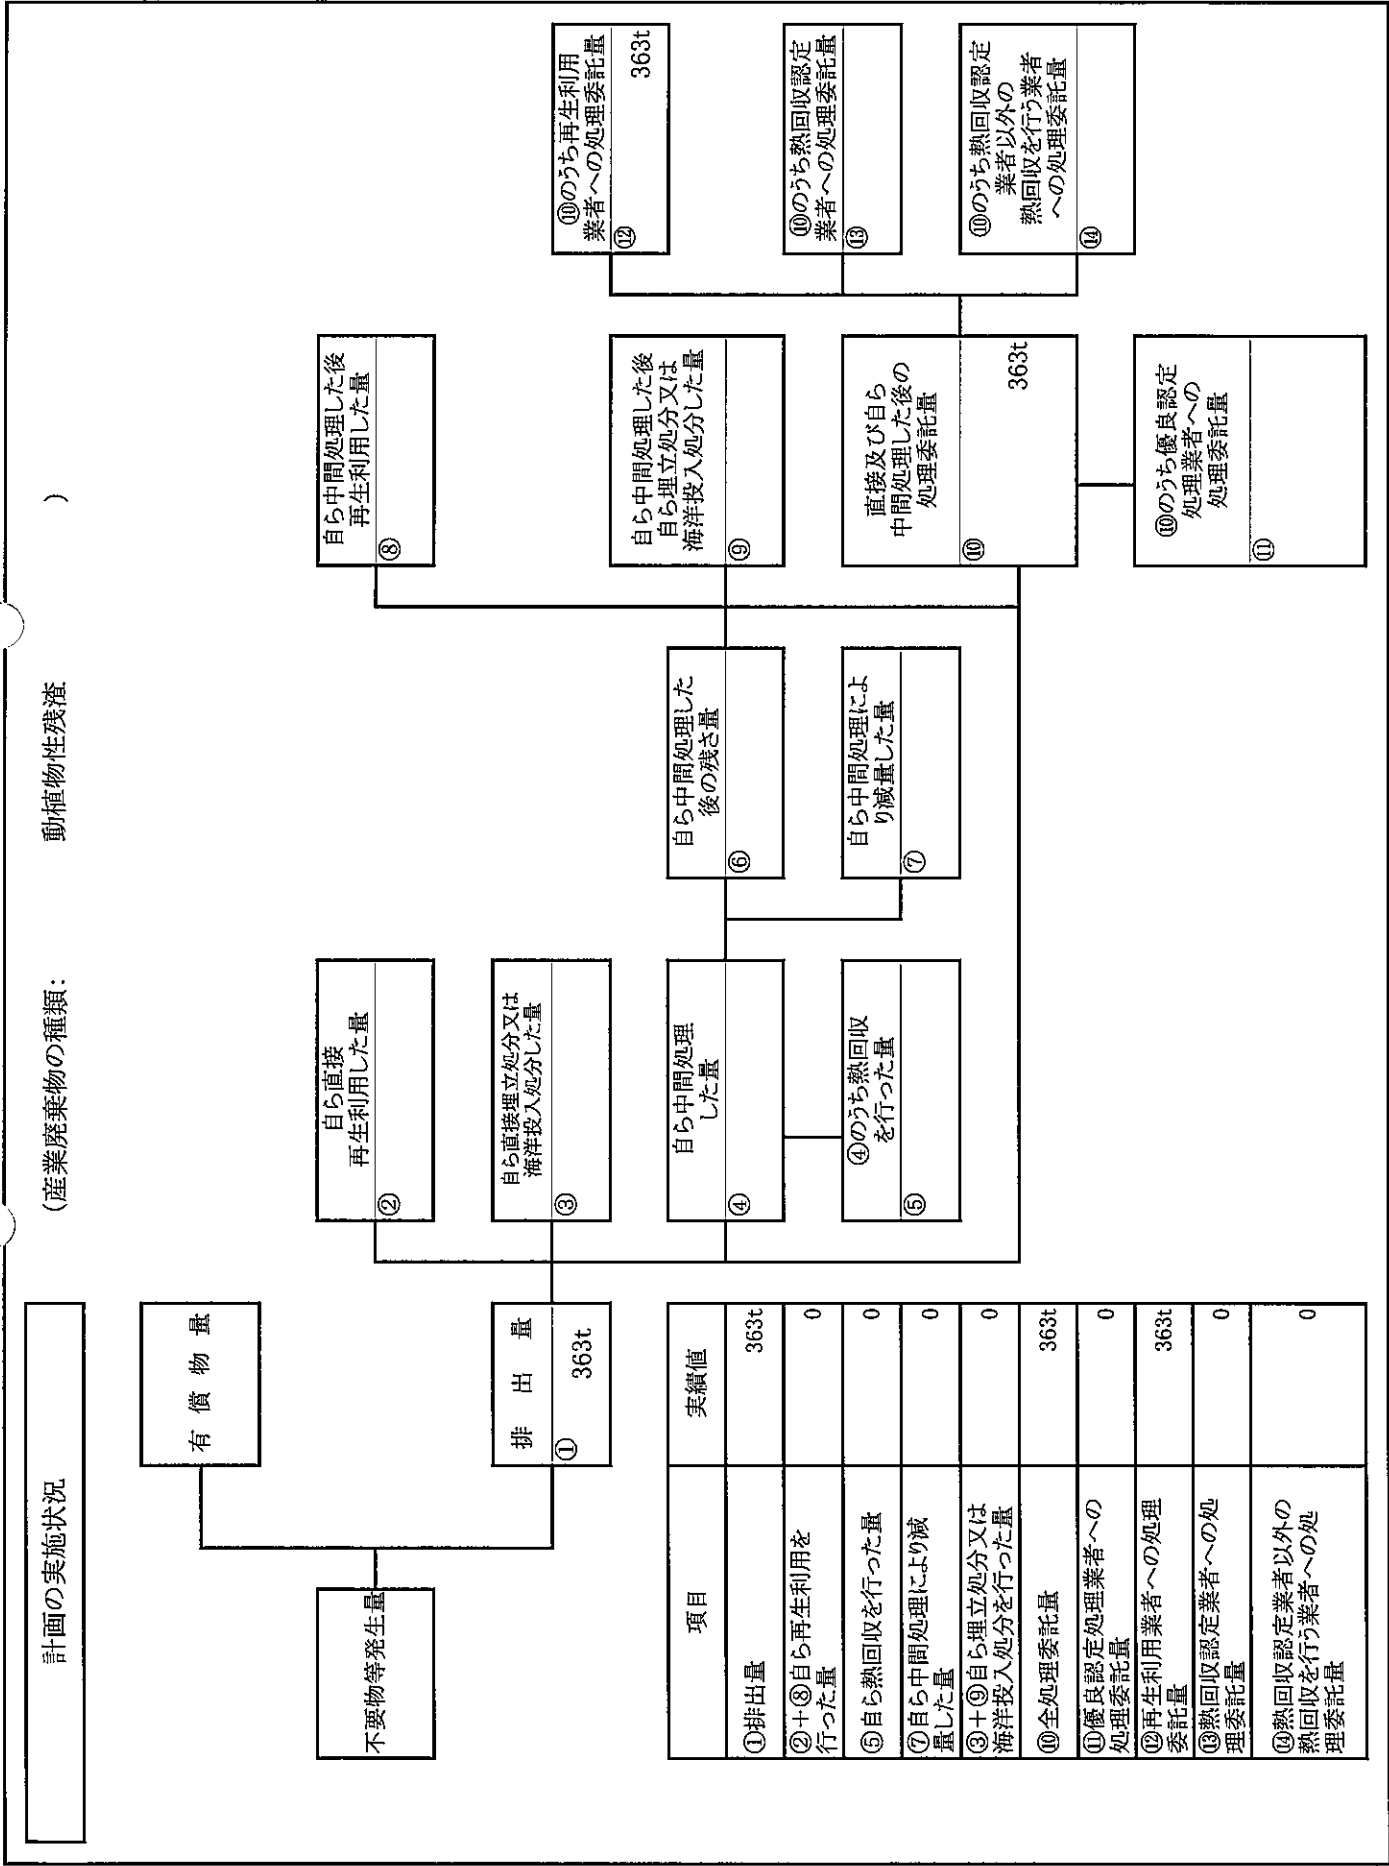 計画の実施状況
(産業廃棄物の種類: 動植物性残渣 )
不要物等発生量
有償物量
排出量
① 363t
自ら直接
再生利用した量
②
自ら直接埋立処分又は
海洋投入処分した量
③
自ら中間処理
した量
④
④のうち熱回収
を行った量
⑤
自ら中間処理した
後の残さ量
⑥
自ら中間処理によ
り減量した量
⑦
自ら中間処理した後
再生利用した量
⑧
自ら中間処理した後
自ら埋立処分又は
海洋投入処分した量
⑨
直接及び自ら
中間処理した後の
処理委託量
⑩ 363t
⑩のうち優良認定
処理業者への
処理委託量
⑪
⑩のうち再生利用
業者への処理委託量
⑫ 363t
⑩のうち熱回収認定
業者への処理委託量
⑬
⑩のうち熱回収認定
業者以外の
熱回収を行う業者
への処理委託量
⑭
項目 実績値
①排出量 363t
②+⑧自ら再生利用を
行った量 0
⑤自ら熱回収を行った量 0
⑦自ら中間処理により減
量した量 0
③+⑨自ら埋立処分又は
海洋投入処分を行った量 0
⑩全処理委託量 363t
⑪優良認定処理業者への
処理委託量 0
⑫再生利用業者への処理
委託量 363t
⑬熱回収認定業者への処
理委託量 0
⑭熱回収認定業者以外の
熱回収を行う業者への処
理委託量 0